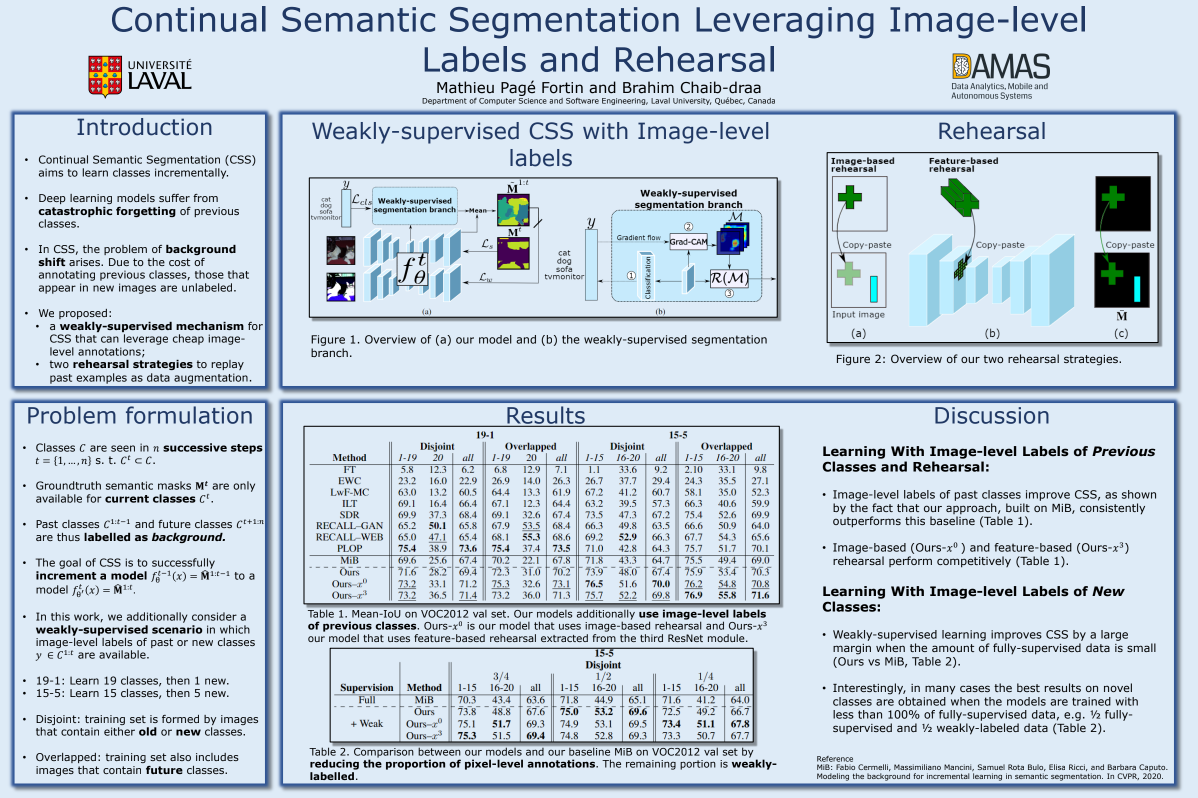 Continual Semantic Segmentation Leveraging Image-level
Labels and Rehearsal
UNIVERSITÉ
LAVAL
Mathieu Pagé Fortin and Brahim Chaib-draa
Department of Computer Science and Software Engineering, Laval University, Québec, Canada
DAMAS
Data Analytics, Mobile and
Autonomous Systems
Introduction
• Continual Semantic Segmentation (CSS)
aims to learn classes incrementally.
• Deep learning models suffer from
catastrophic forgetting of previous
classes.
• In CSS, the problem of background
shift arises. Due to the cost of
annotating previous classes, those that
appear in new images are unlabeled.
• We proposed:
• a weakly-supervised mechanism for
CSS that can leverage cheap image-
level annotations;
• two rehearsal strategies to replay
past examples as data augmentation.
Weakly-supervised CSS with Image-level
labels
y
cat
dog
sofa
tvmonitor
ℒcls
Weakly-supervised
segmentation branch
Mean
M̃ 1:t
ℒs
M̂ t
ℒw
f t θ
(a)
Weakly-supervised
segmentation branch
y
cat
dog
sofa
tvmonitor
Gradient flow
②
Grad-CAM
ℳ
①
Classification
ℛ(ℳ)
③
(b)
Figure 1. Overview of (a) our model and (b) the weakly-supervised segmentation
branch.
Rehearsal
Image-based
rehearsal
Feature-based
rehearsal
Copy-paste
Copy-paste
Copy-paste
Input image
M̃
(a)
(b)
(c)
Figure 2: Overview of our two rehearsal strategies.
Problem formulation
• Classes C are seen in n successive steps
t = {1, …, n} s. t. Cᵗ ⊂ C.
• Groundtruth semantic masks Mᵗ are only
available for current classes Cᵗ.
• Past classes C^{1:t−1} and future classes C^{t+1:n}
are thus labelled as background.
• The goal of CSS is to successfully
increment a model f_θ^{t−1}(x) = M̂^{1:t−1} to a
model f_θ^t(x) = M̂^{1:t}.
• In this work, we additionally consider a
weakly-supervised scenario in which
image-level labels of past or new classes
y ∈ C^{1:t} are available.
• 19-1: Learn 19 classes, then 1 new.
• 15-5: Learn 15 classes, then 5 new.
• Disjoint: training set is formed by images
that contain either old or new classes.
• Overlapped: training set also includes
images that contain future classes.
Results
19-1 15-5
Disjoint Overlapped Disjoint Overlapped
Method 1-19 20 all 1-19 20 all 1-15 16-20 all 1-15 16-20 all
FT 5.8 12.3 6.2 6.8 12.9 7.1 1.1 33.6 9.2 2.10 33.1 9.8
EWC 23.2 16.0 22.9 26.9 14.0 26.3 26.7 37.7 29.4 24.3 35.5 27.1
LwF-MC 63.0 13.2 60.5 64.4 13.3 61.9 67.2 41.2 60.7 58.1 35.0 52.3
ILT 69.1 16.4 66.4 67.1 12.3 64.4 63.2 39.5 57.3 66.3 40.6 59.9
SDR 69.9 37.3 68.4 69.1 32.6 67.4 73.5 47.3 67.2 75.4 52.6 69.9
RECALL–GAN 65.2 50.1 65.8 67.9 53.5 68.4 66.3 49.8 63.5 66.6 50.9 64.0
RECALL–WEB 65.0 47.1 65.4 68.1 55.3 68.6 69.2 52.9 66.3 67.7 54.3 65.6
PLOP 75.4 38.9 73.6 75.4 37.4 73.5 71.0 42.8 64.3 75.7 51.7 70.1
MiB 69.6 25.6 67.4 70.2 22.1 67.8 71.8 43.3 64.7 75.5 49.4 69.0
Ours 71.6 28.2 69.4 72.3 31.0 70.2 73.9 48.0 67.4 75.9 53.4 70.3
Ours–x⁰ 73.2 33.1 71.2 75.3 32.6 73.1 76.5 51.6 70.0 76.2 54.8 70.8
Ours–x³ 73.2 36.5 71.4 73.2 36.0 71.3 75.7 52.2 69.8 76.9 55.8 71.6
Table 1. Mean-IoU on VOC2012 val set. Our models additionally use image-level labels
of previous classes. Ours-x⁰ is our model that uses image-based rehearsal and Ours-x³
our model that uses feature-based rehearsal extracted from the third ResNet module.
15-5
Disjoint
3/4 1/2 1/4
Supervision Method 1-15 16-20 all 1-15 16-20 all 1-15 16-20 all
Full MiB 70.3 43.4 63.6 71.8 44.9 65.1 71.6 41.2 64.0
Ours 73.8 48.8 67.6 75.0 53.2 69.6 72.5 49.2 66.7
+ Weak Ours–x⁰ 75.1 51.7 69.3 74.9 53.1 69.5 73.4 51.1 67.8
Ours–x³ 75.3 51.5 69.4 74.8 52.8 69.3 73.3 50.7 67.7
Table 2. Comparison between our models and our baseline MiB on VOC2012 val set by
reducing the proportion of pixel-level annotations. The remaining portion is weakly-
labelled.
Discussion
Learning With Image-level Labels of Previous
Classes and Rehearsal:
• Image-level labels of past classes improve CSS, as shown
by the fact that our approach, built on MiB, consistently
outperforms this baseline (Table 1).
• Image-based (Ours-x⁰ ) and feature-based (Ours-x³)
rehearsal perform competitively (Table 1).
Learning With Image-level Labels of New
Classes:
• Weakly-supervised learning improves CSS by a large
margin when the amount of fully-supervised data is small
(Ours vs MiB, Table 2).
• Interestingly, in many cases the best results on novel
classes are obtained when the models are trained with
less than 100% of fully-supervised data, e.g. ½ fully-
supervised and ½ weakly-labeled data (Table 2).
Reference
MiB: Fabio Cermelli, Massimiliano Mancini, Samuel Rota Bulo, Elisa Ricci, and Barbara Caputo.
Modeling the background for incremental learning in semantic segmentation. In CVPR, 2020.